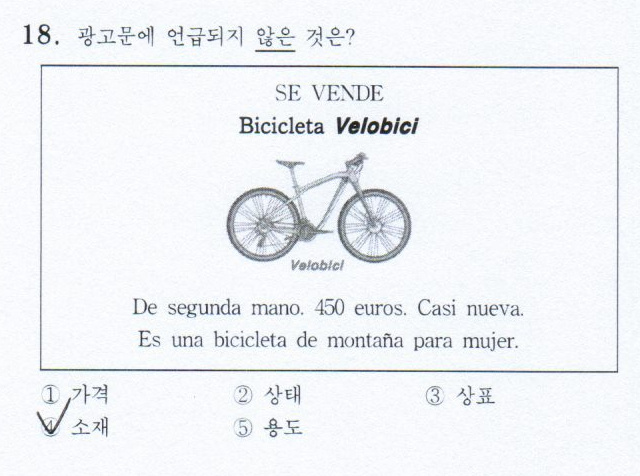 18. 광고문에 언급되지 않은 것은?
SE VENDE
Bicicleta Velobici
Velobici
De segunda mano. 450 euros. Casi nueva.
Es una bicicleta de montaña para mujer.
① 가격 ② 상태 ③ 상표
④ 소재 ⑤ 용도